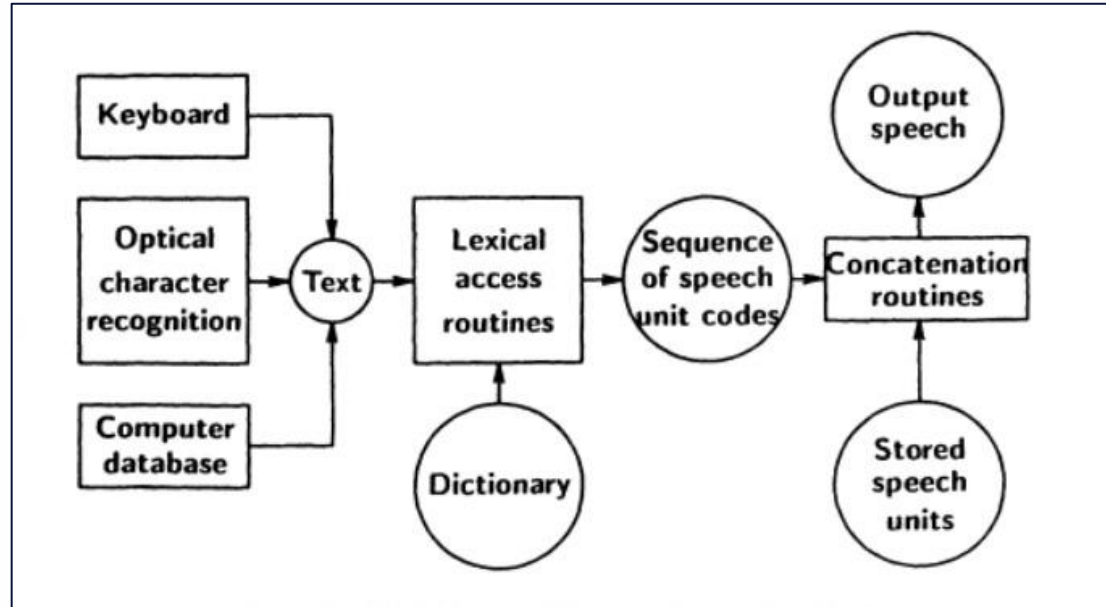 Keyboard
Optical
character
recognition
Computer
database
Text
Lexical
access
routines
Dictionary
Sequence
of speech
unit codes
Concatenation
routines
Output
speech
Stored
speech
units